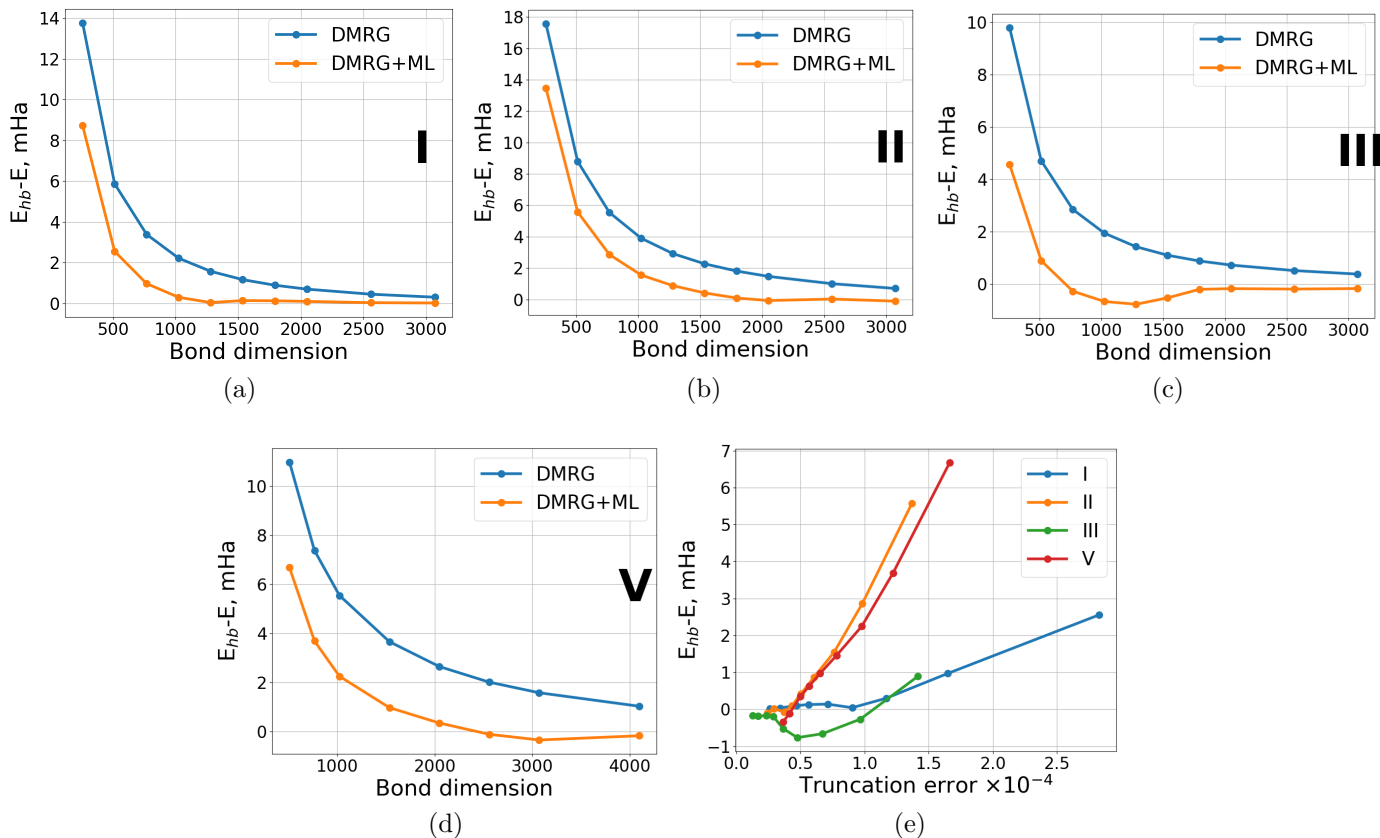 14
12
10
8
6
4
2
0
E_hb-E, mHa
DMRG
DMRG+ML
I
500 1000 1500 2000 2500 3000
Bond dimension
(a)
18
16
14
12
10
8
6
4
2
0
E_hb-E, mHa
DMRG
DMRG+ML
II
500 1000 1500 2000 2500 3000
Bond dimension
(b)
10
8
6
4
2
0
E_hb-E, mHa
DMRG
DMRG+ML
III
500 1000 1500 2000 2500 3000
Bond dimension
(c)
10
8
6
4
2
0
E_hb-E, mHa
DMRG
DMRG+ML
V
1000 1500 2000 2500 3000 3500 4000
Bond dimension
(d)
7
6
5
4
3
2
1
0
−1
E_hb-E, mHa
I
II
III
V
0.0 0.5 1.0 1.5 2.0 2.5
Truncation error ×10⁻⁴
(e)